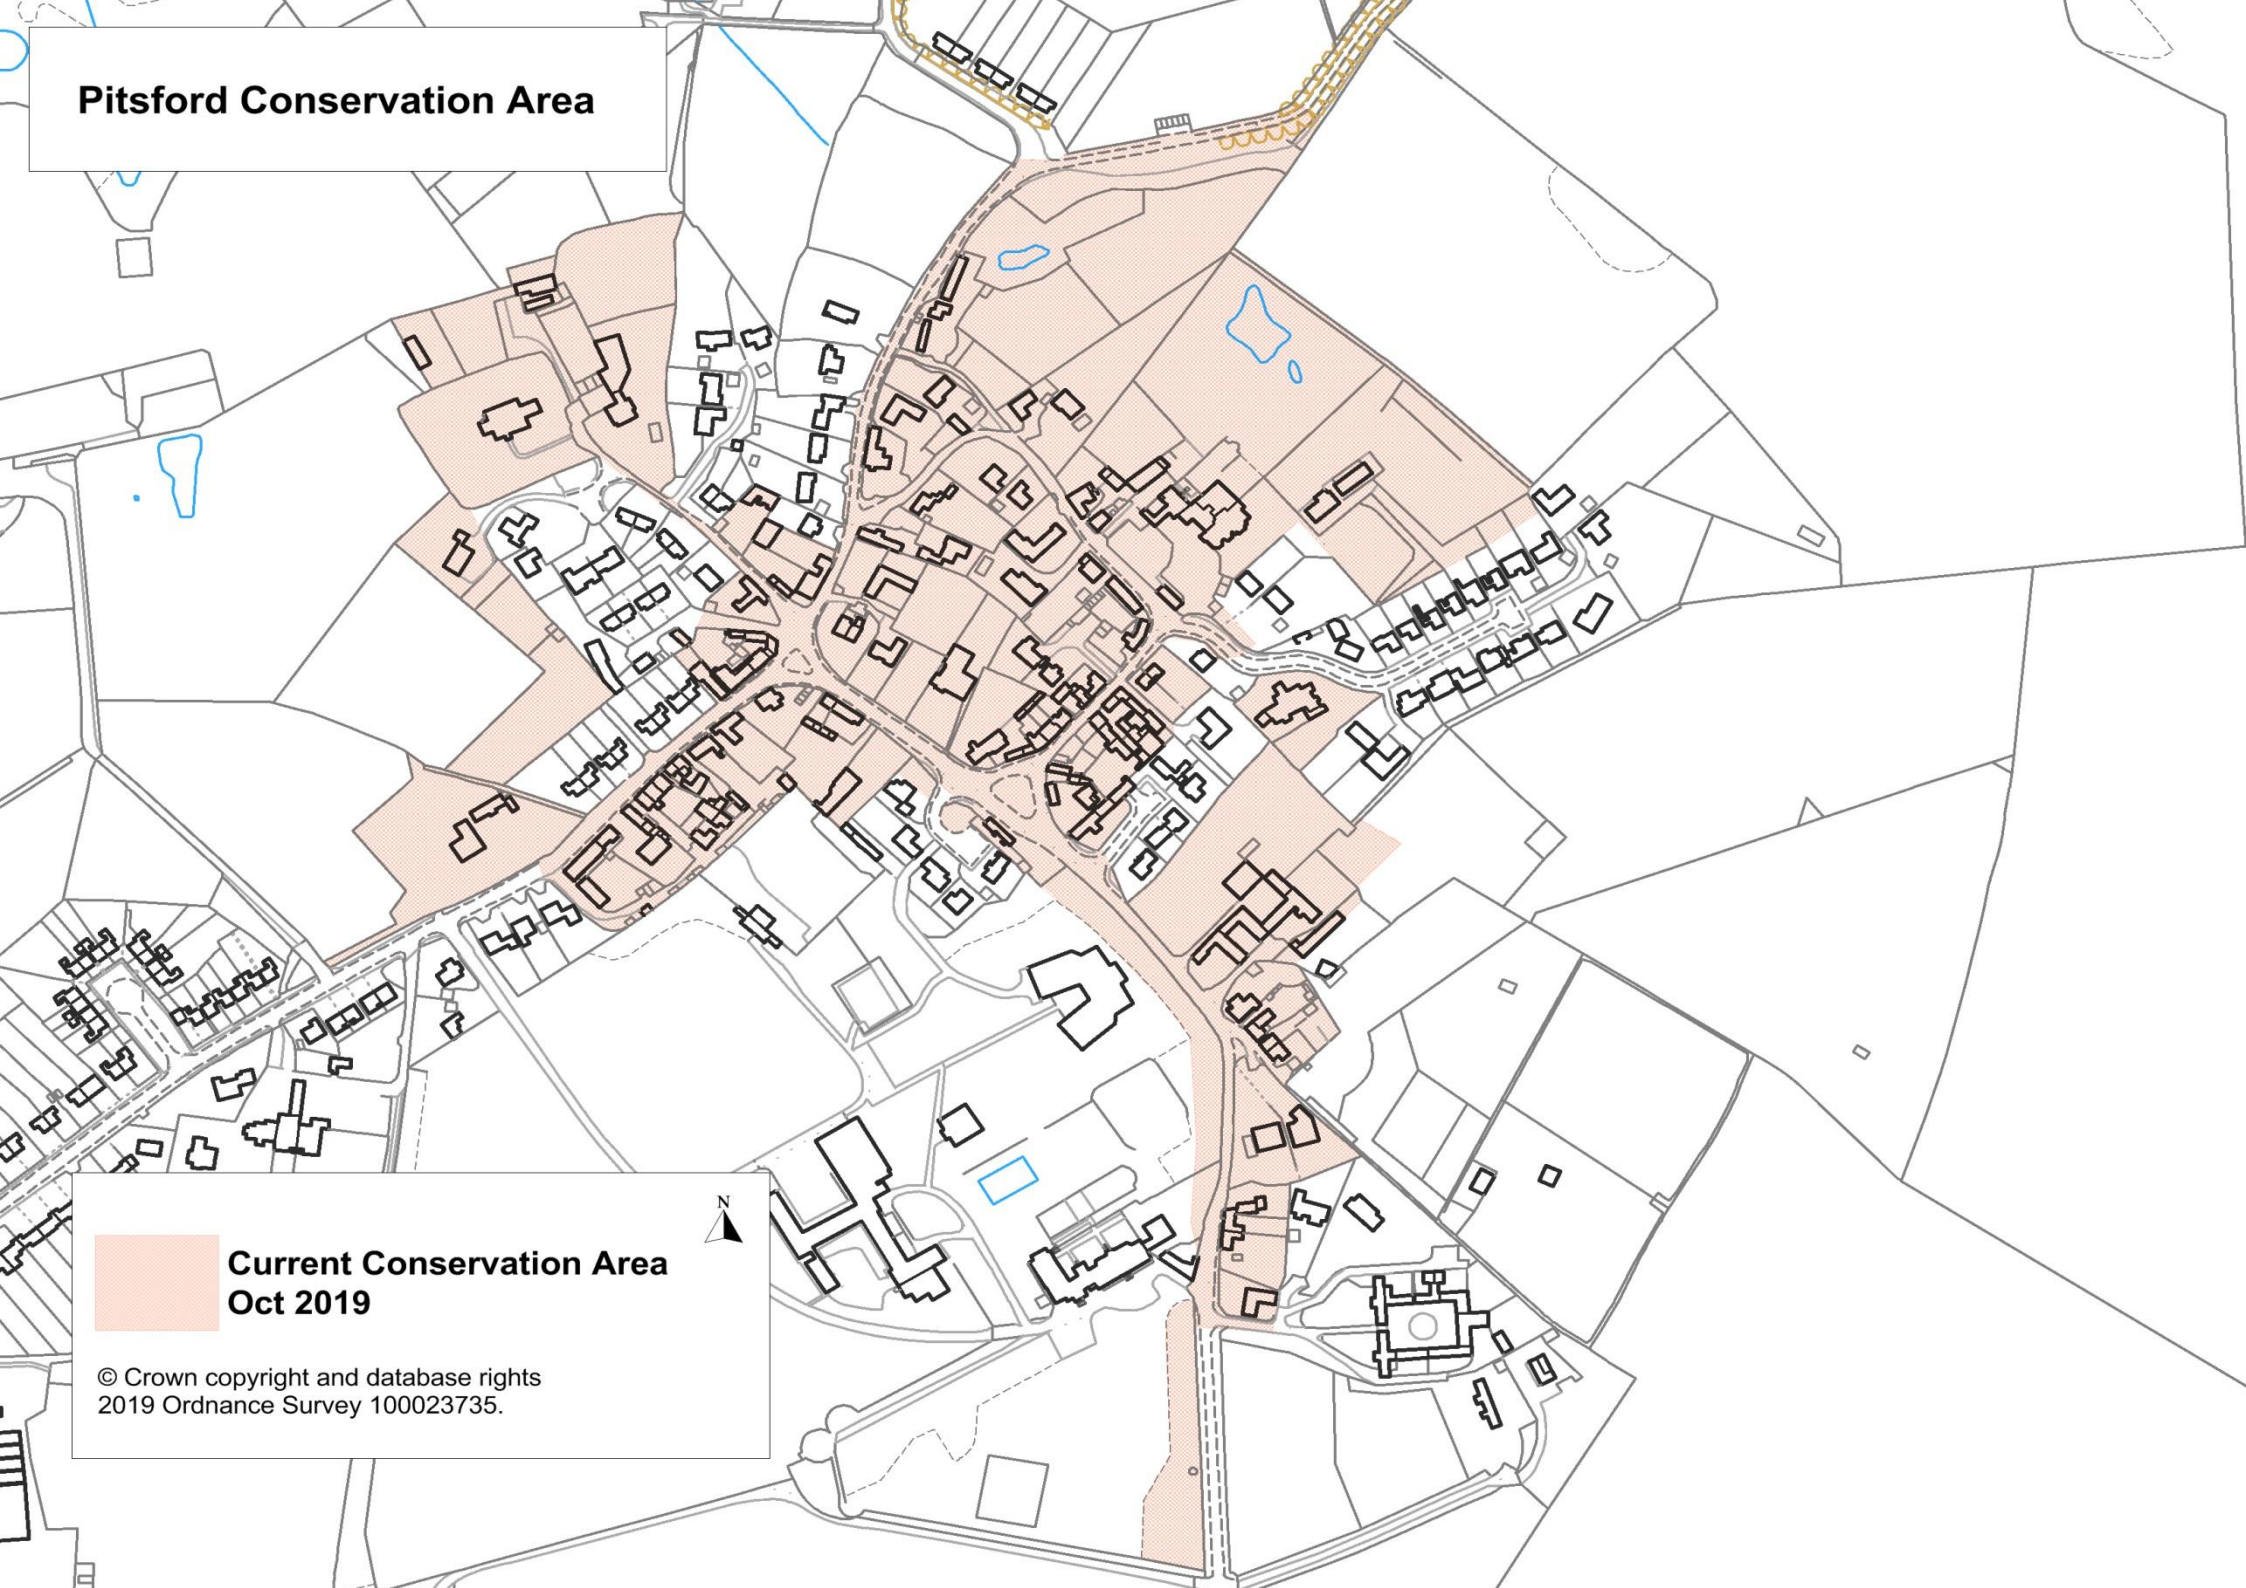 Pitsford Conservation Area
N
Current Conservation Area
Oct 2019
© Crown copyright and database rights
2019 Ordnance Survey 100023735.